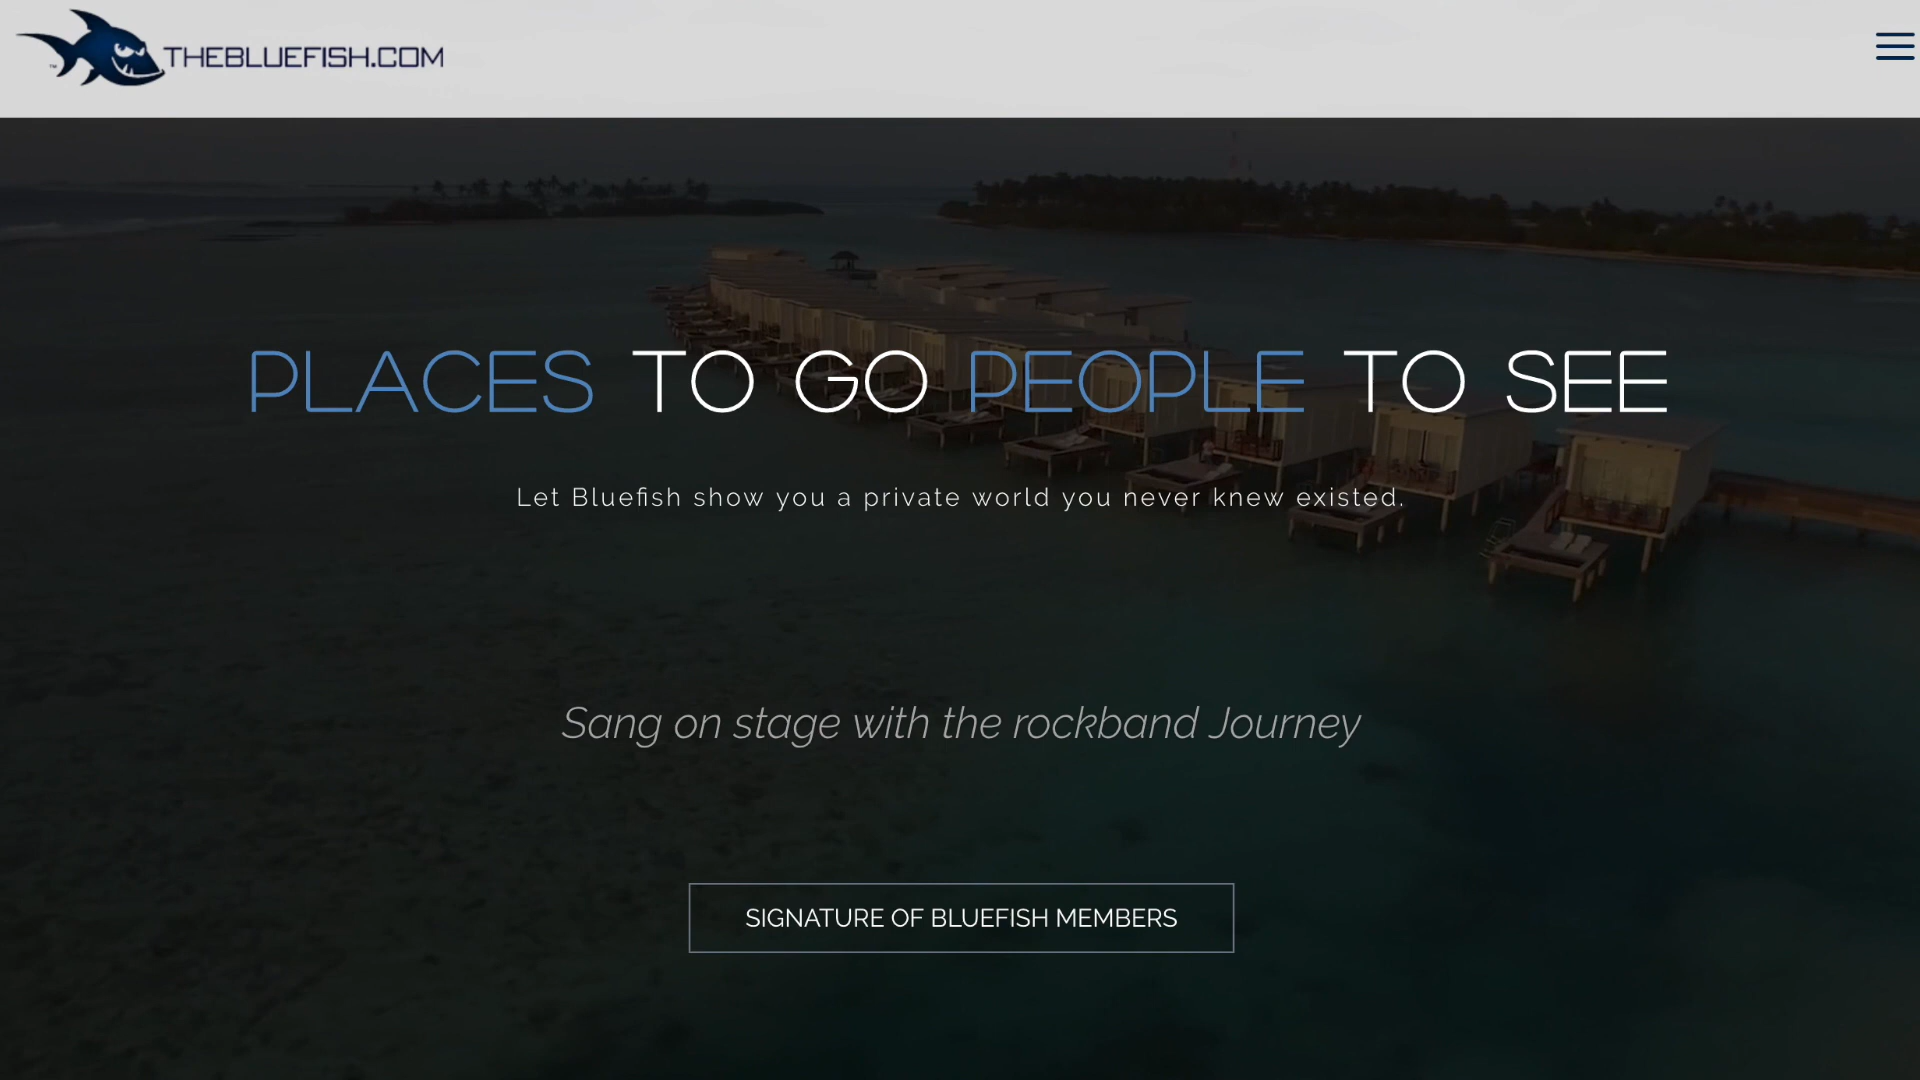 THEBLUEFISH.COM
PLACES TO GO PEOPLE TO SEE
Let Bluefish show you a private world you never knew existed.
Sang on stage with the rockband Journey
SIGNATURE OF BLUEFISH MEMBERS